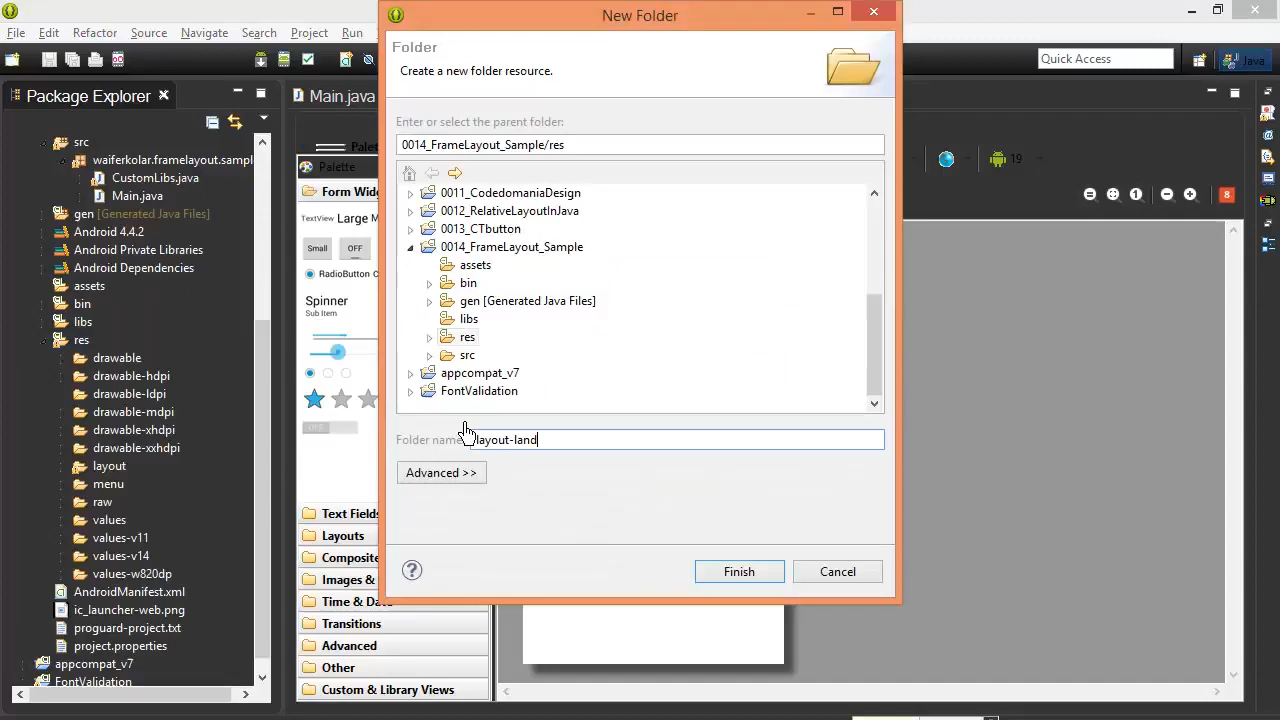 New Folder
File Edit Refactor Source Navigate Search Project Run
Quick Access
Java
Package Explorer
Main.java
src
waiferkolar.framelayout.sampl
CustomLibs.java
Main.java
gen [Generated Java Files]
Android 4.4.2
Android Private Libraries
Android Dependencies
assets
bin
libs
res
drawable
drawable-hdpi
drawable-ldpi
drawable-mdpi
drawable-xhdpi
drawable-xxhdpi
layout
menu
raw
values
values-v11
values-v14
values-w820dp
AndroidManifest.xml
ic_launcher-web.png
proguard-project.txt
project.properties
appcompat_v7
FontValidation
Palette
Form Wid
TextView Large M
Small OFF
RadioButton C
Spinner
Sub Item
OFF
Text Fields
Layouts
Composite
Images &
Time & Da
Transitions
Advanced
Other
Custom & Library Views
Folder
Create a new folder resource.
Enter or select the parent folder:
0014_FrameLayout_Sample/res
0011_CodedomaniaDesign
0012_RelativeLayoutInJava
0013_CTbutton
0014_FrameLayout_Sample
assets
bin
gen [Generated Java Files]
libs
res
src
appcompat_v7
FontValidation
Folder name layout-land
Advanced >>
Finish Cancel
19
1
8